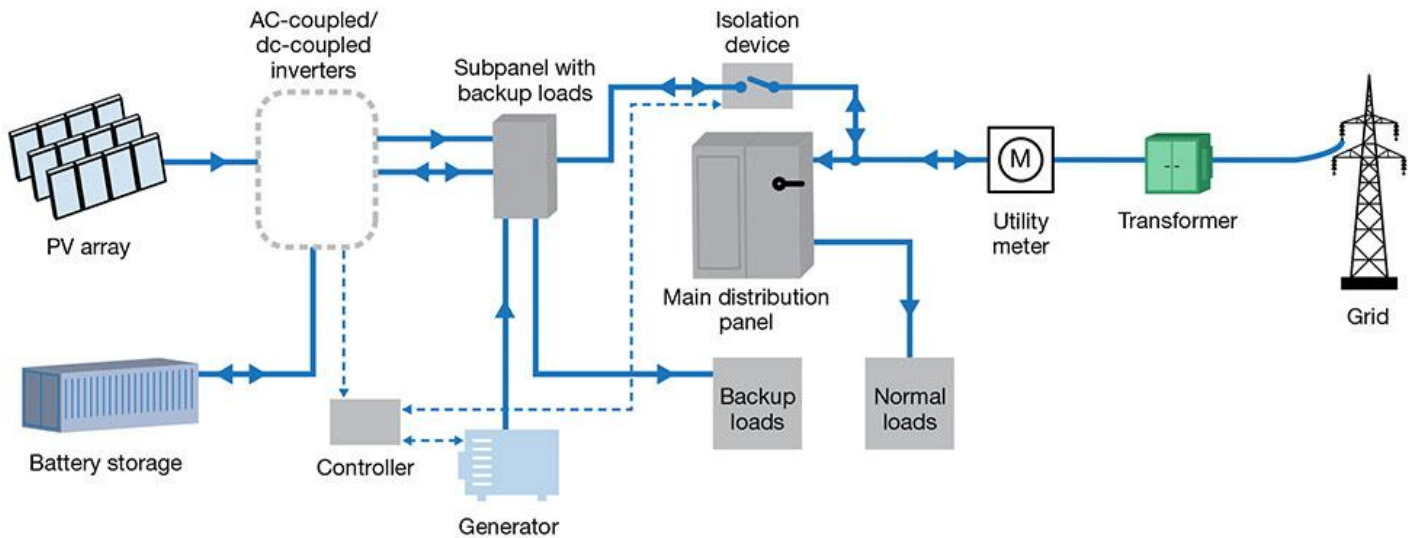 AC-coupled/
dc-coupled
inverters
Subpanel with
backup loads
Isolation
device
PV array
M
Utility
meter
Transformer
Grid
Main distribution
panel
Backup
loads
Normal
loads
Battery storage
Controller
Generator